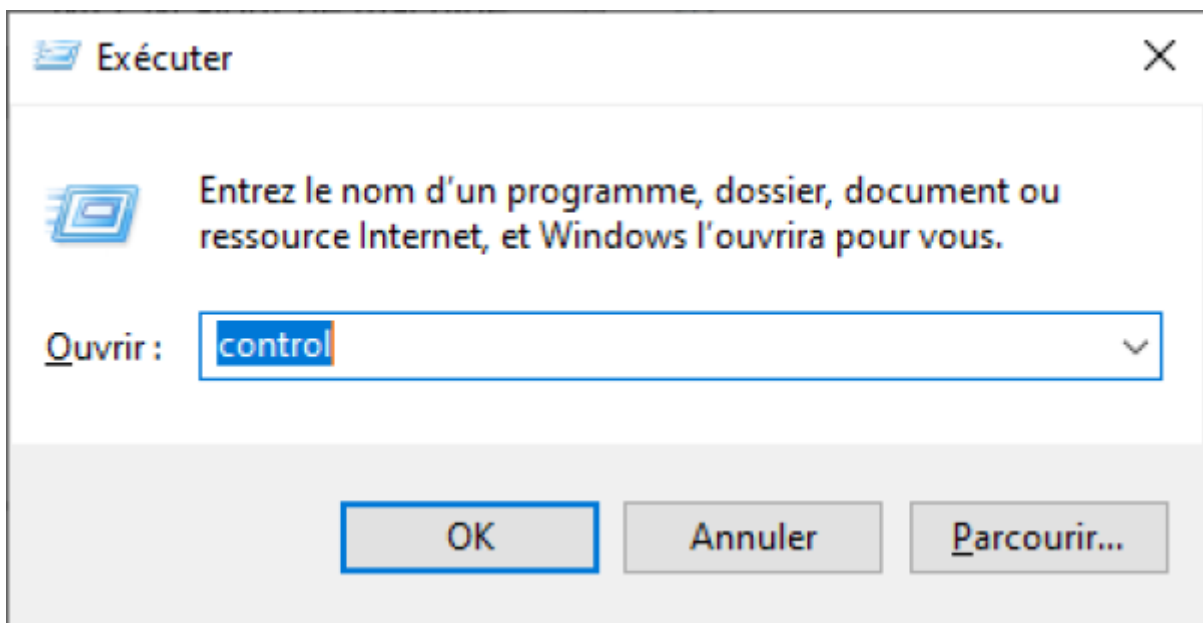 Exécuter
Entrez le nom d'un programme, dossier, document ou
ressource Internet, et Windows l'ouvrira pour vous.
Ouvrir : control
OK Annuler Parcourir...